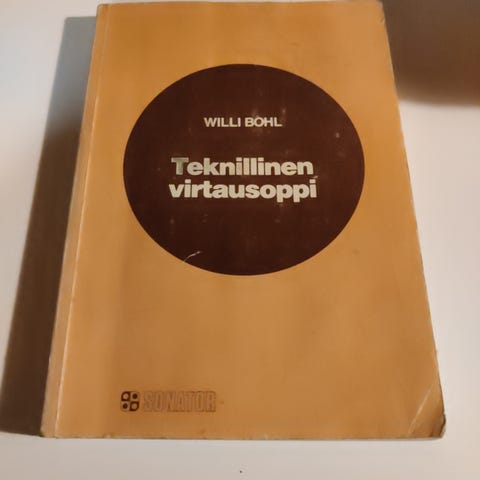 WILLI BOHL
Teknillinen
virtausoppi
SONATOR